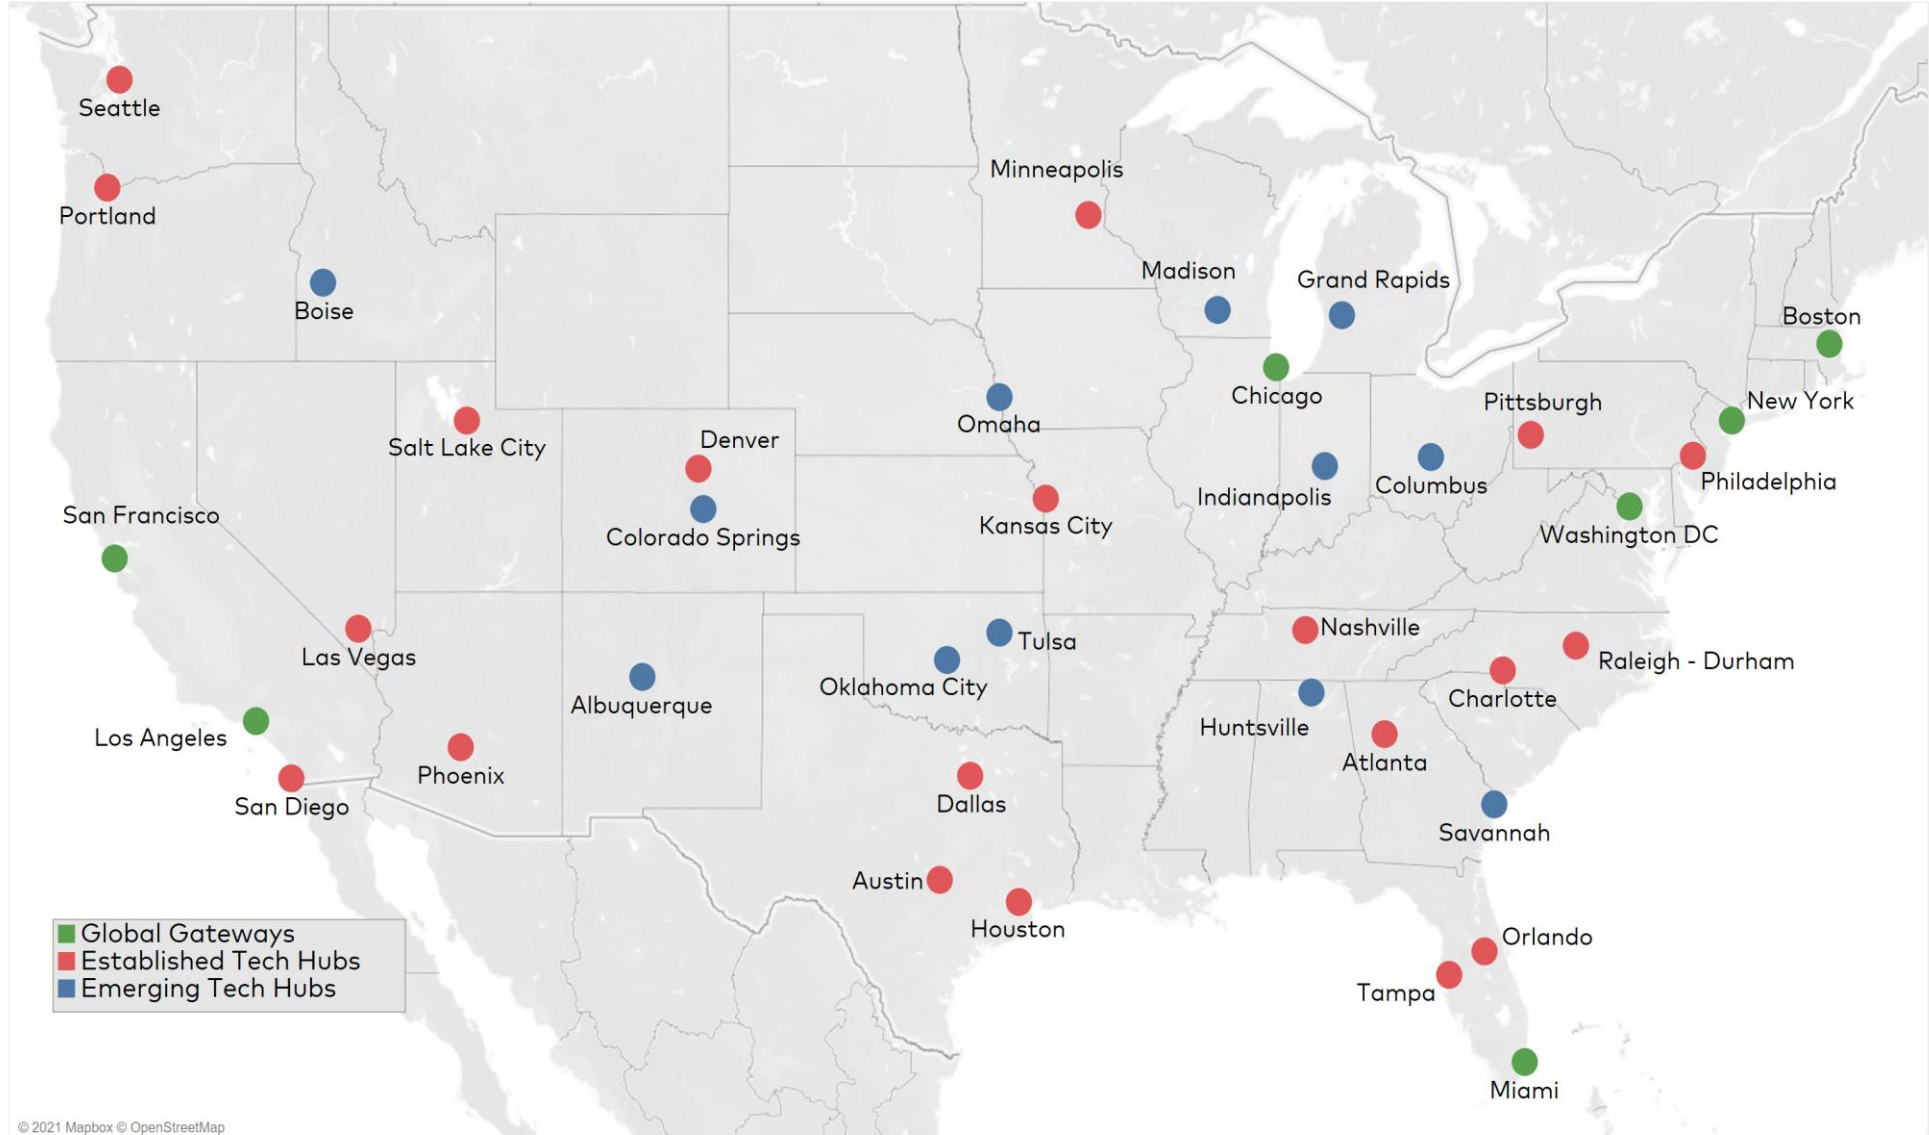 Seattle
Portland
Minneapolis
Madison
Grand Rapids
Boise
Boston
Chicago
New York
Pittsburgh
Omaha
Salt Lake City
Denver
Philadelphia
Indianapolis
Columbus
San Francisco
Kansas City
Colorado Springs
Washington DC
Nashville
Tulsa
Las Vegas
Raleigh - Durham
Oklahoma City
Charlotte
Albuquerque
Huntsville
Los Angeles
Atlanta
Phoenix
San Diego
Dallas
Savannah
Austin
Houston
Orlando
Global Gateways
Established Tech Hubs
Emerging Tech Hubs
Tampa
Miami
© 2021 Mapbox © OpenStreetMap